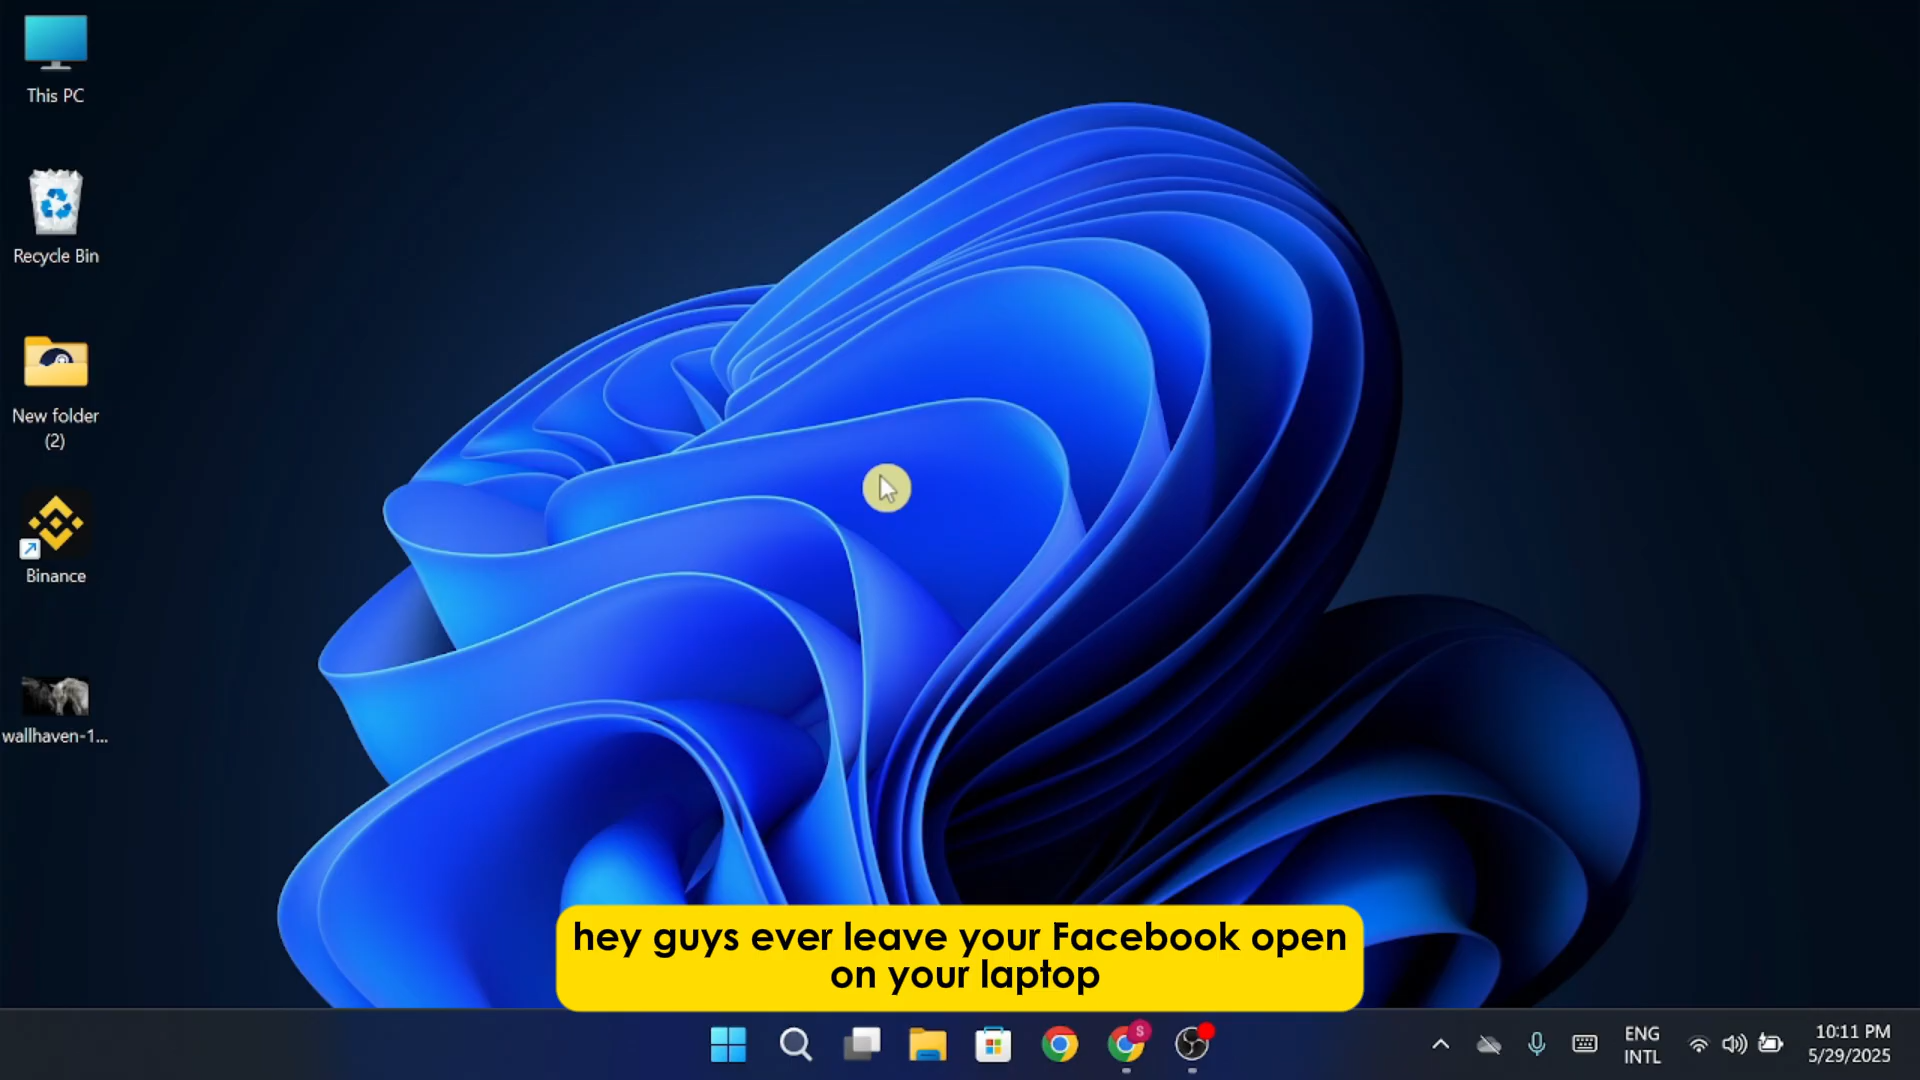 This PC
Recycle Bin
New folder
(2)
Binance
wallhaven-1...
hey guys ever leave your Facebook open
on your laptop
S
ENG
INTL
10:11 PM
5/29/2025